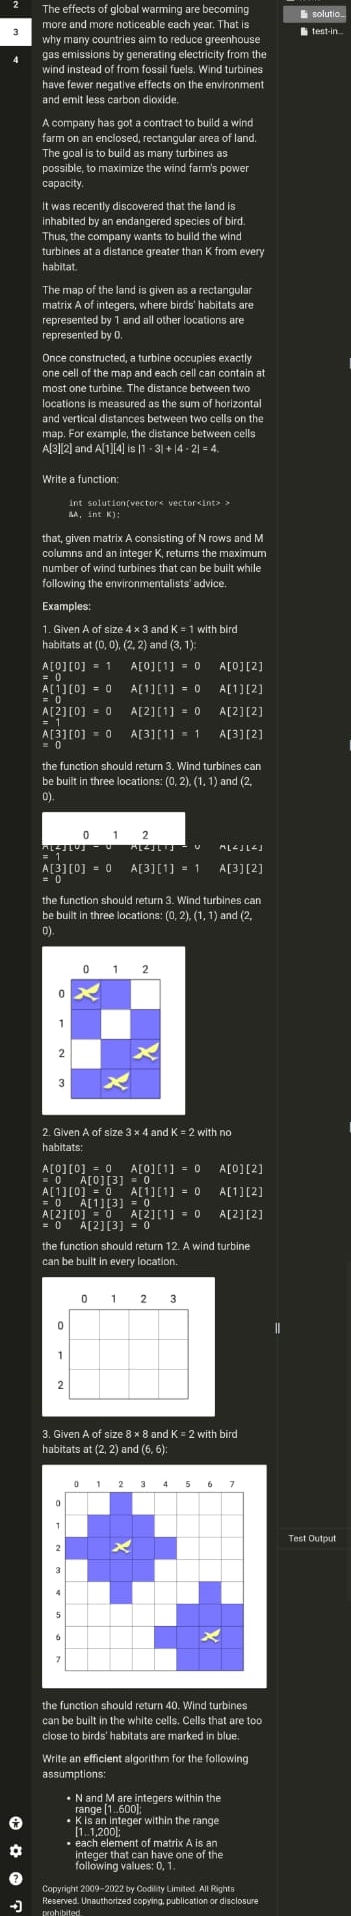 2
3
4
The effects of global warming are becoming
more and more noticeable each year. That is
why many countries aim to reduce greenhouse
gas emissions by generating electricity from the
wind instead of from fossil fuels. Wind turbines
have fewer negative effects on the environment
and emit less carbon dioxide.
A company has got a contract to build a wind
farm on an enclosed, rectangular area of land.
The goal is to build as many turbines as
possible, to maximize the wind farm's power
capacity.
It was recently discovered that the land is
inhabited by an endangered species of bird.
Thus, the company wants to build the wind
turbines at a distance greater than K from every
habitat.
The map of the land is given as a rectangular
matrix A of integers, where birds' habitats are
represented by 1 and all other locations are
represented by 0.
Once constructed, a turbine occupies exactly
one cell of the map and each cell can contain at
most one turbine. The distance between two
locations is measured as the sum of horizontal
and vertical distances between two cells on the
map. For example, the distance between cells
A[3][2] and A[1][4] is |1 - 3| + |4 - 2| = 4.
Write a function:
int solution(vector< vector<int> >
&A, int K);
that, given matrix A consisting of N rows and M
columns and an integer K, returns the maximum
number of wind turbines that can be built while
following the environmentalists' advice.
Examples:
1. Given A of size 4 × 3 and K = 1 with bird
habitats at (0, 0), (2, 2) and (3, 1):
A[0][0] = 1 A[0][1] = 0 A[0][2]
= 0
A[1][0] = 0 A[1][1] = 0 A[1][2]
= 0
A[2][0] = 0 A[2][1] = 0 A[2][2]
= 1
A[3][0] = 0 A[3][1] = 1 A[3][2]
= 0
the function should return 3. Wind turbines can
be built in three locations: (0, 2), (1, 1) and (2,
0).
0 1 2
A[2][0] = 0 A[2][1] = 0 A[2][2]
= 1
A[3][0] = 0 A[3][1] = 1 A[3][2]
= 0
the function should return 3. Wind turbines can
be built in three locations: (0, 2), (1, 1) and (2,
0).
0 1 2
0
1
2
3
2. Given A of size 3 × 4 and K = 2 with no
habitats:
A[0][0] = 0 A[0][1] = 0 A[0][2]
= 0 A[0][3] = 0
A[1][0] = 0 A[1][1] = 0 A[1][2]
= 0 A[1][3] = 0
A[2][0] = 0 A[2][1] = 0 A[2][2]
= 0 A[2][3] = 0
the function should return 12. A wind turbine
can be built in every location.
0 1 2 3
0
1
2
3. Given A of size 8 × 8 and K = 2 with bird
habitats at (2, 2) and (6, 6):
0 1 2 3 4 5 6 7
0
1
2
3
4
5
6
7
the function should return 40. Wind turbines
can be built in the white cells. Cells that are too
close to birds' habitats are marked in blue.
Write an efficient algorithm for the following
assumptions:
• N and M are integers within the
range [1..600];
• K is an integer within the range
[1..1,200];
• each element of matrix A is an
integer that can have one of the
following values: 0, 1.
Copyright 2009–2022 by Codility Limited. All Rights
Reserved. Unauthorized copying, publication or disclosure
prohibited.
solutio...
test-in...
Test Output